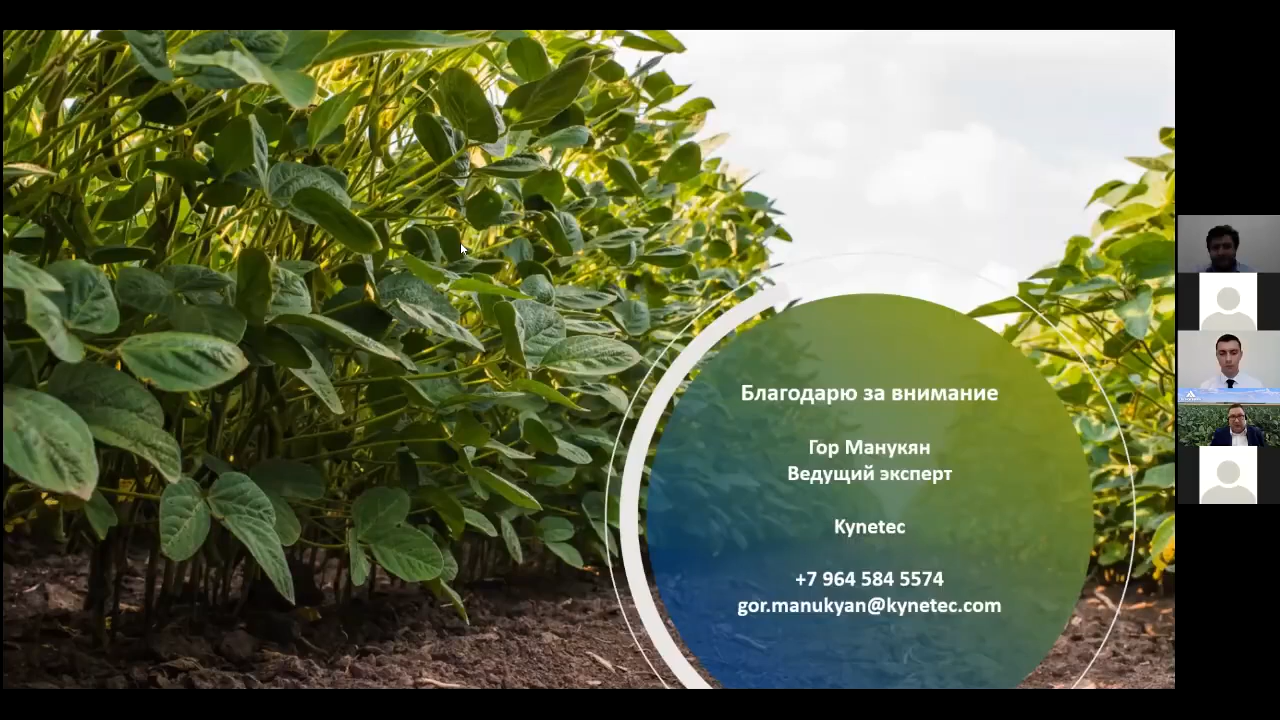 Благодарю за внимание
Гор Манукян
Ведущий эксперт
Kynetec
+7 964 584 5574
gor.manukyan@kynetec.com